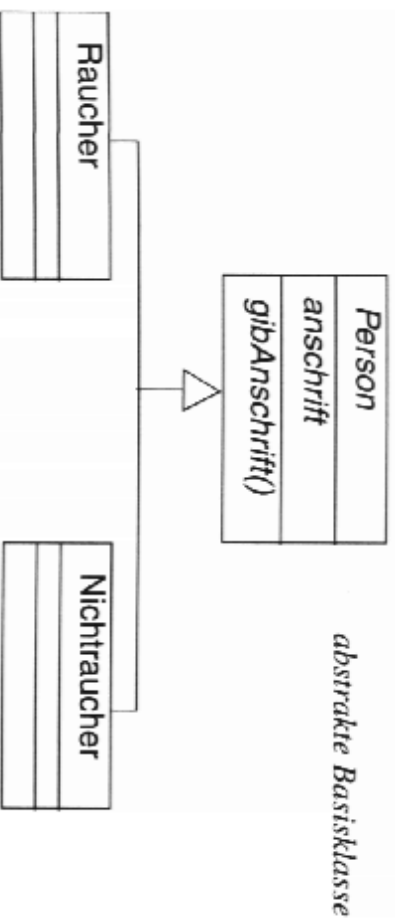 Person
anschrift
gibAnschrift()
abstrakte Basisklasse
Raucher
Nichtraucher